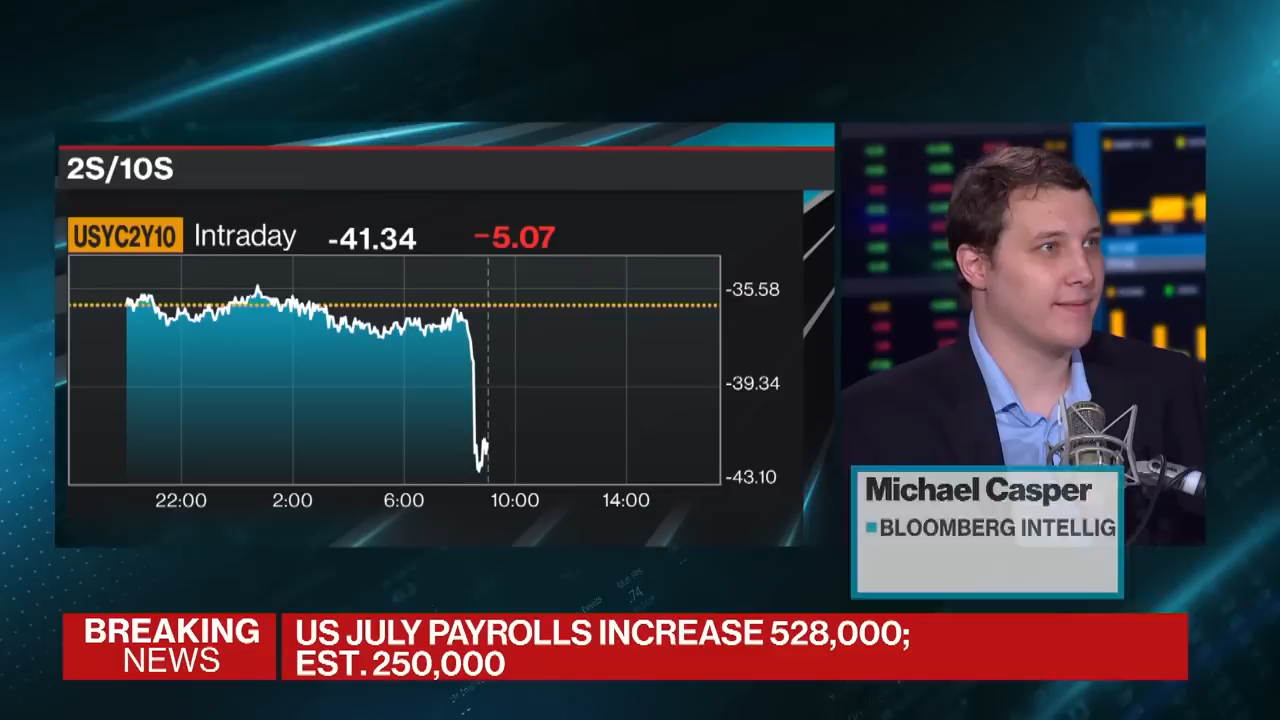 2S/10S
USYC2Y10 Intraday -41.34 -5.07
-35.58
-39.34
-43.10
22:00 2:00 6:00 10:00 14:00
Michael Casper
BLOOMBERG INTELLIG
BREAKING
NEWS
US JULY PAYROLLS INCREASE 528,000;
EST. 250,000